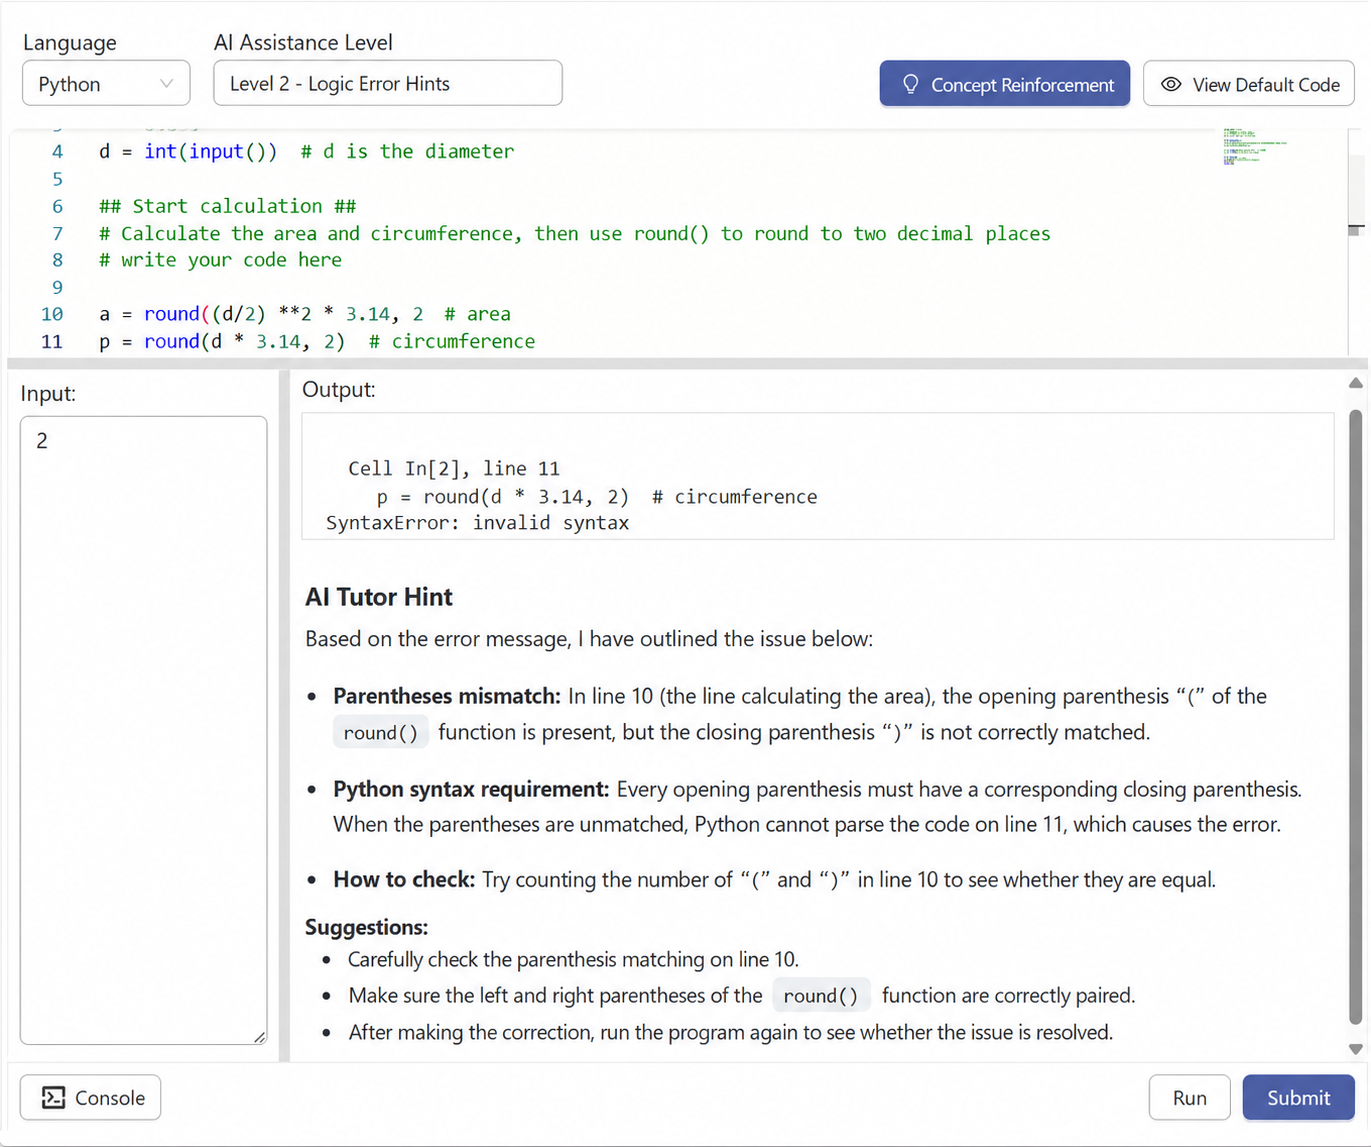 Language
AI Assistance Level
Python
Level 2 - Logic Error Hints
Concept Reinforcement
View Default Code
4 d = int(input())  # d is the diameter
5
6 ## Start calculation ##
7 # Calculate the area and circumference, then use round() to round to two decimal places
8 # write your code here
9
10 a = round((d/2) **2 * 3.14, 2  # area
11 p = round(d * 3.14, 2)  # circumference
Input:
2
Output:
Cell In[2], line 11
p = round(d * 3.14, 2)  # circumference
SyntaxError: invalid syntax
AI Tutor Hint
Based on the error message, I have outlined the issue below:
• Parentheses mismatch: In line 10 (the line calculating the area), the opening parenthesis “(” of the
round() function is present, but the closing parenthesis “)” is not correctly matched.
• Python syntax requirement: Every opening parenthesis must have a corresponding closing parenthesis.
When the parentheses are unmatched, Python cannot parse the code on line 11, which causes the error.
• How to check: Try counting the number of “(” and “)” in line 10 to see whether they are equal.
Suggestions:
• Carefully check the parenthesis matching on line 10.
• Make sure the left and right parentheses of the round() function are correctly paired.
• After making the correction, run the program again to see whether the issue is resolved.
Console
Run
Submit